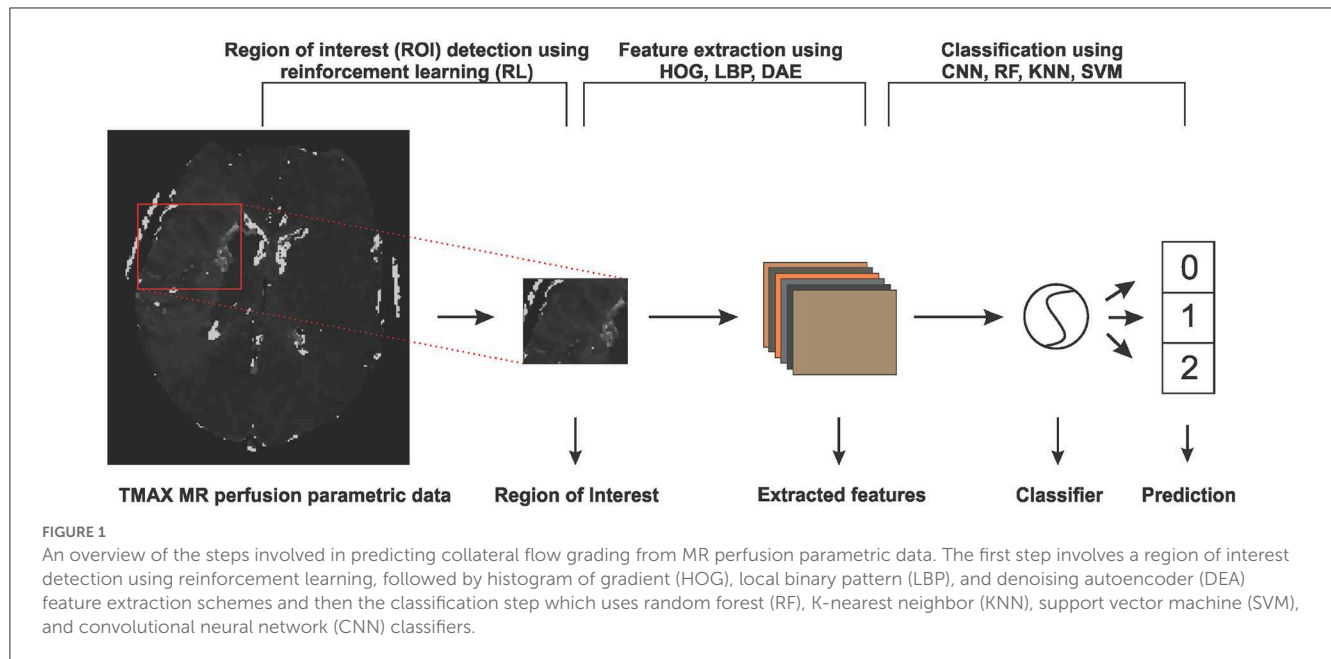 Region of interest (ROI) detection using
reinforcement learning (RL)
Feature extraction using
HOG, LBP, DAE
Classification using
CNN, RF, KNN, SVM
0
1
2
TMAX MR perfusion parametric data
Region of Interest
Extracted features
Classifier
Prediction
FIGURE 1
An overview of the steps involved in predicting collateral flow grading from MR perfusion parametric data. The first step involves a region of interest
detection using reinforcement learning, followed by histogram of gradient (HOG), local binary pattern (LBP), and denoising autoencoder (DEA)
feature extraction schemes and then the classification step which uses random forest (RF), K-nearest neighbor (KNN), support vector machine (SVM),
and convolutional neural network (CNN) classifiers.